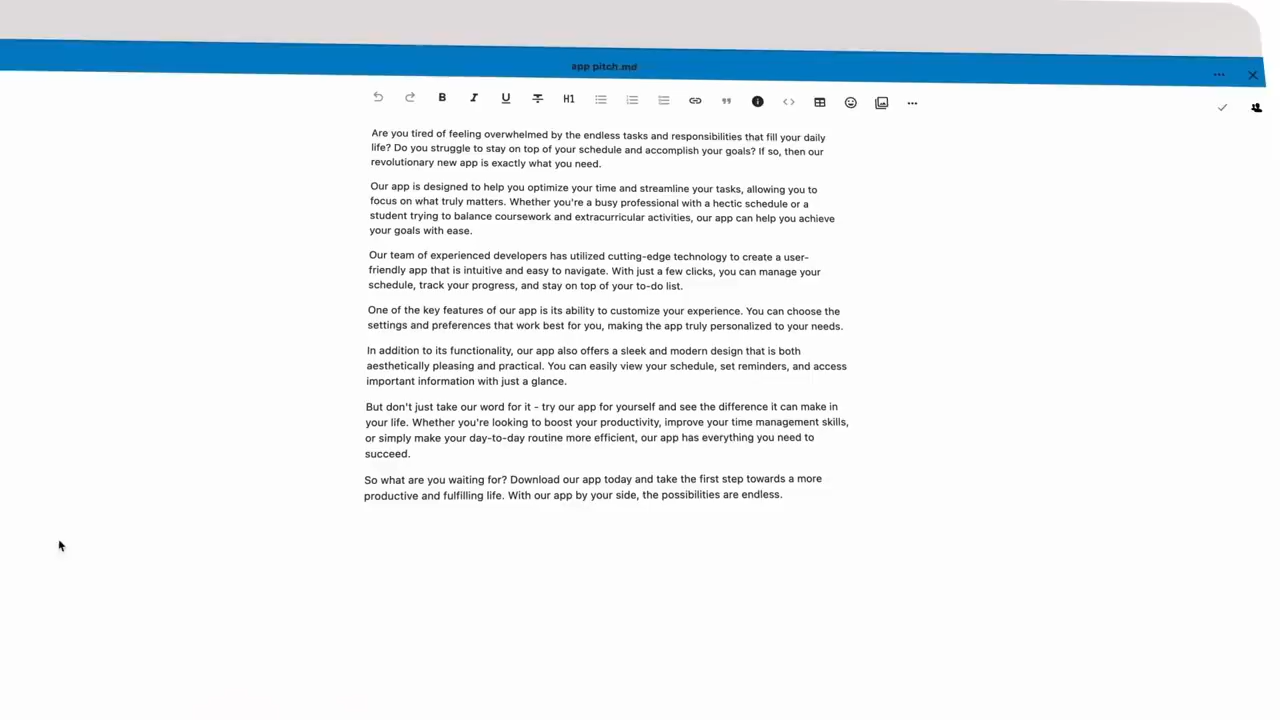 app pitch.md
H1
Are you tired of feeling overwhelmed by the endless tasks and responsibilities that fill your daily
life? Do you struggle to stay on top of your schedule and accomplish your goals? If so, then our
revolutionary new app is exactly what you need.
Our app is designed to help you optimize your time and streamline your tasks, allowing you to
focus on what truly matters. Whether you're a busy professional with a hectic schedule or a
student trying to balance coursework and extracurricular activities, our app can help you achieve
your goals with ease.
Our team of experienced developers has utilized cutting-edge technology to create a user-
friendly app that is intuitive and easy to navigate. With just a few clicks, you can manage your
schedule, track your progress, and stay on top of your to-do list.
One of the key features of our app is its ability to customize your experience. You can choose the
settings and preferences that work best for you, making the app truly personalized to your needs.
In addition to its functionality, our app also offers a sleek and modern design that is both
aesthetically pleasing and practical. You can easily view your schedule, set reminders, and access
important information with just a glance.
But don't just take our word for it - try our app for yourself and see the difference it can make in
your life. Whether you're looking to boost your productivity, improve your time management skills,
or simply make your day-to-day routine more efficient, our app has everything you need to
succeed.
So what are you waiting for? Download our app today and take the first step towards a more
productive and fulfilling life. With our app by your side, the possibilities are endless.